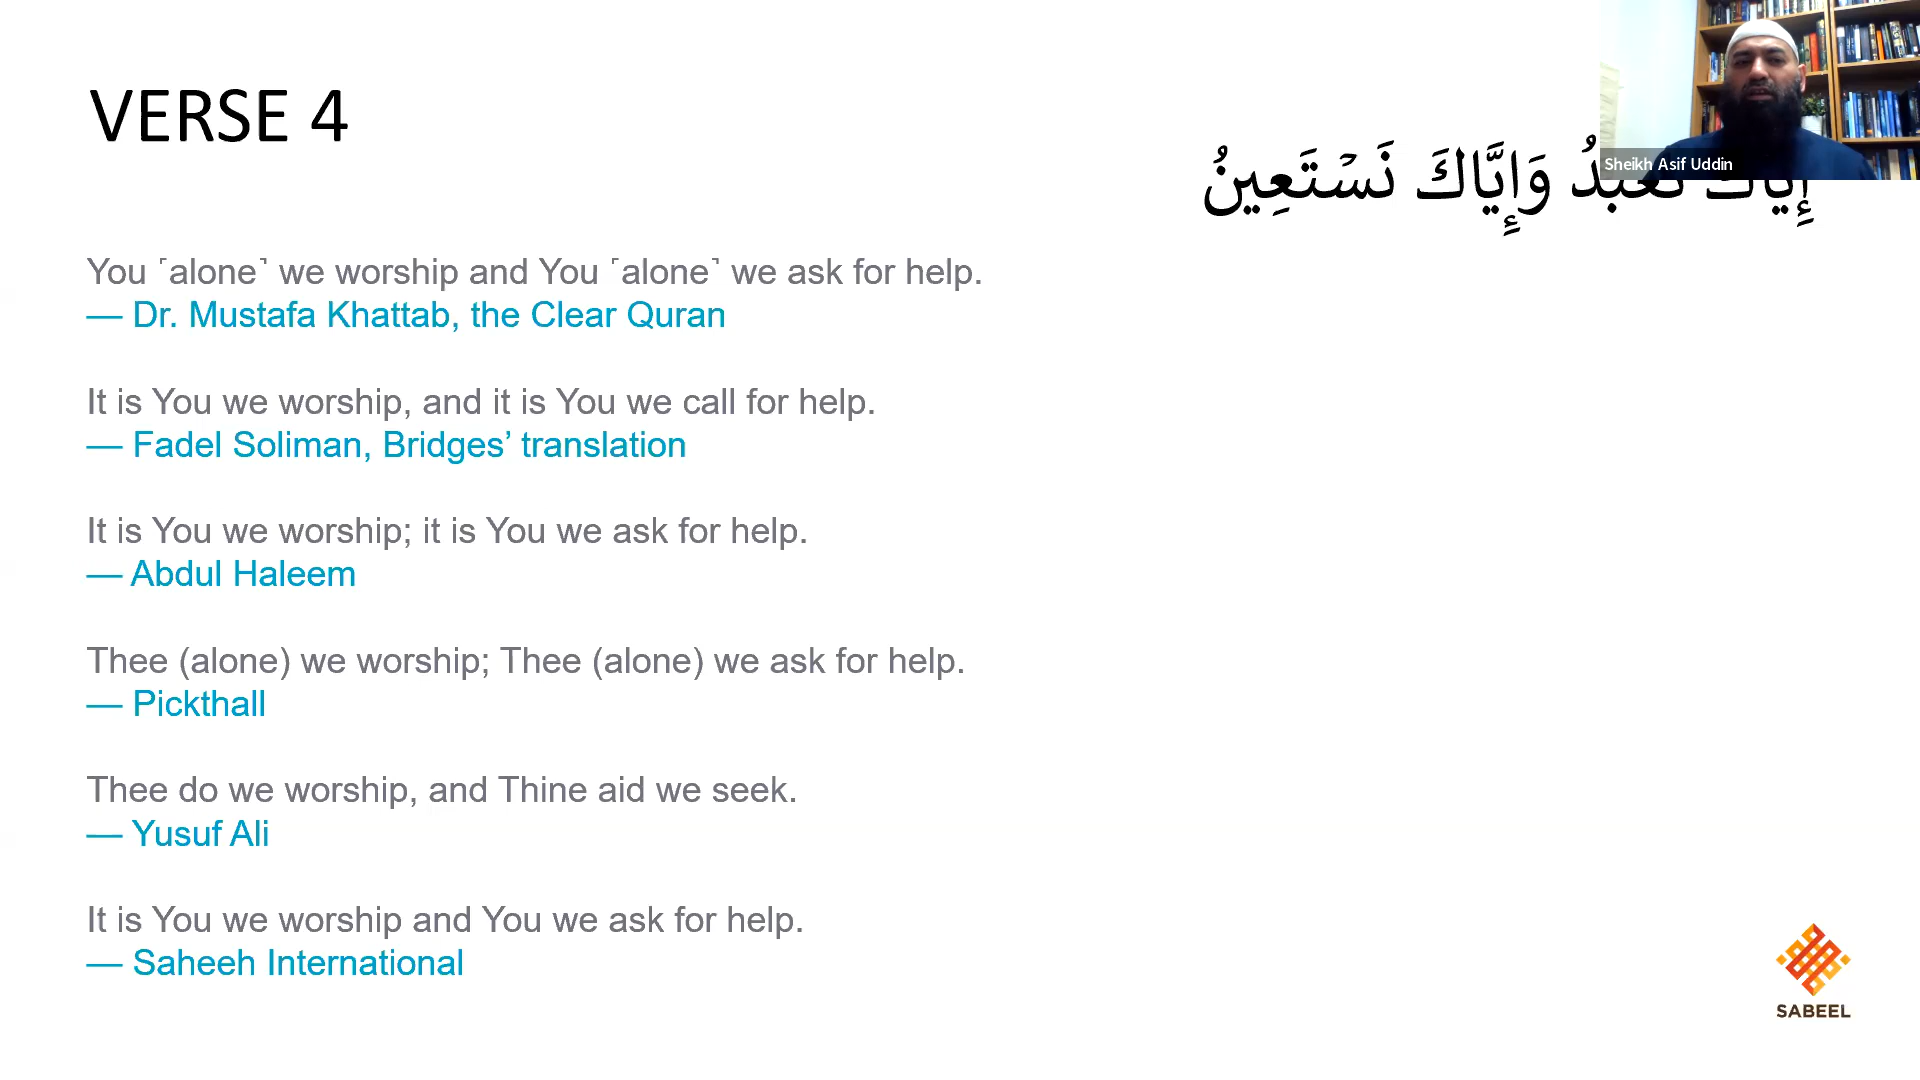 VERSE 4
Sheikh Asif Uddin
وَإِيَّاكَ نَسْتَعِينُ
You ˹alone˺ we worship and You ˹alone˺ we ask for help.
— Dr. Mustafa Khattab, the Clear Quran
It is You we worship, and it is You we call for help.
— Fadel Soliman, Bridges’ translation
It is You we worship; it is You we ask for help.
— Abdul Haleem
Thee (alone) we worship; Thee (alone) we ask for help.
— Pickthall
Thee do we worship, and Thine aid we seek.
— Yusuf Ali
It is You we worship and You we ask for help.
— Saheeh International
SABEEL